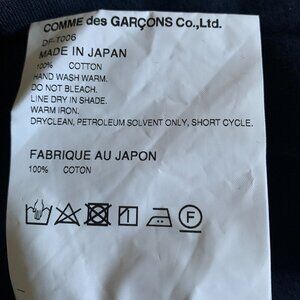 COMME des GARÇONS Co.,Ltd.
DF-T006
MADE IN JAPAN
100% COTTON
HAND WASH WARM.
DO NOT BLEACH.
LINE DRY IN SHADE.
WARM IRON.
DRYCLEAN, PETROLEUM SOLVENT ONLY, SHORT CYCLE.
FABRIQUE AU JAPON
100% COTON
F